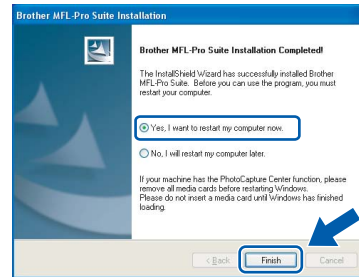 Brother MFL-Pro Suite Installation
Brother MFL-Pro Suite Installation Completed!
The InstallShield Wizard has successfully installed Brother
MFL-Pro Suite. Before you can use the program, you must
restart your computer.
Yes, I want to restart my computer now.
No, I will restart my computer later.
If your machine has the PhotoCapture Center function, please
remove all media cards before restarting Windows.
Please do not insert a media card until Windows has finished
loading.
< Back Finish Cancel